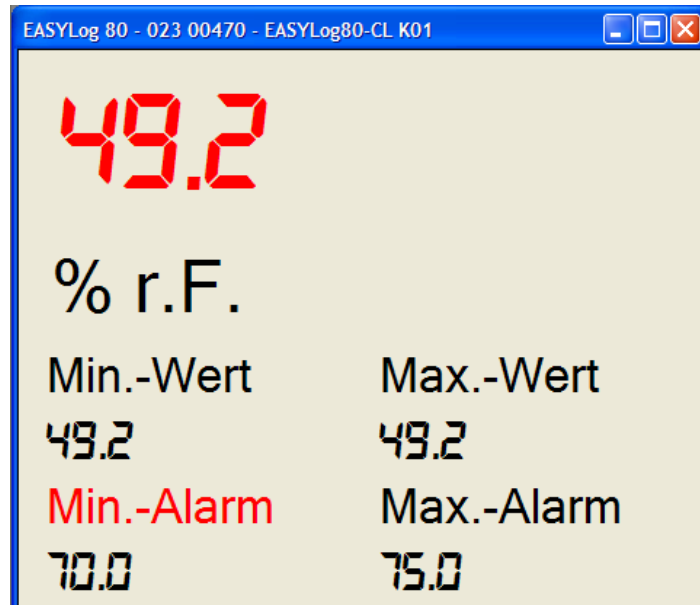 EASYLog 80 - 023 00470 - EASYLog80-CL K01
49.2
% r.F.
Min.-Wert Max.-Wert
49.2 49.2
Min.-Alarm Max.-Alarm
70.0 75.0